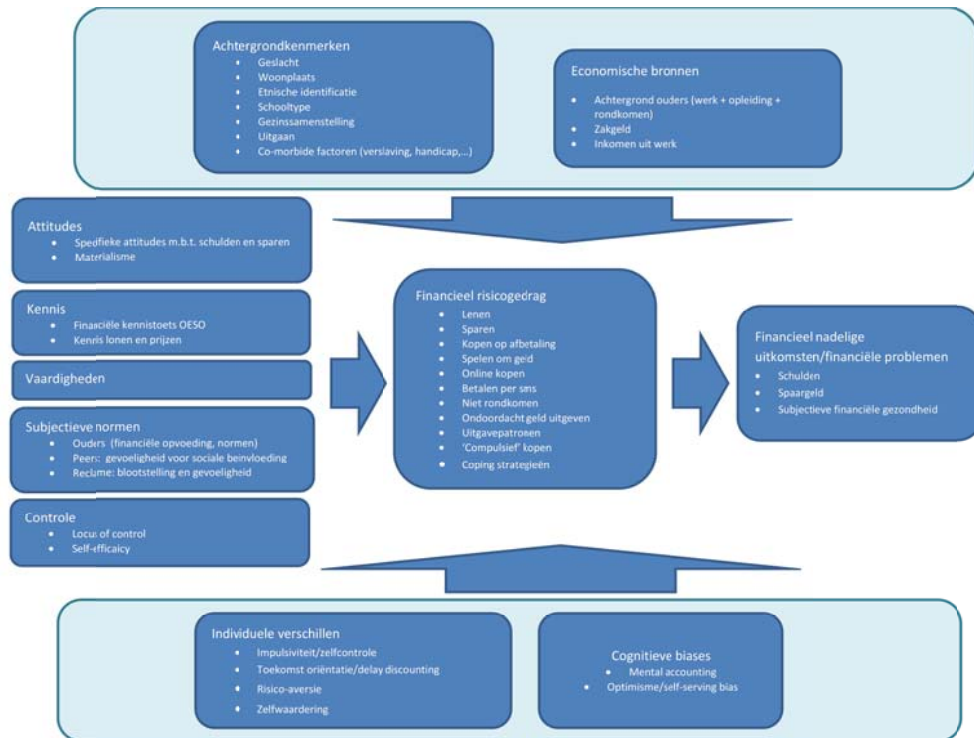 Achtergrondkenmerken
• Geslacht
• Woonplaats
• Etnische identificatie
• Schooltype
• Gezinssamenstelling
• Uitgaan
• Co-morbide factoren (verslaving, handicap,...)
Economische bronnen
• Achtergrond ouders (werk + opleiding +
rondkomen)
• Zakgeld
• Inkomen uit werk
Attitudes
• Specifieke attitudes m.b.t. schulden en sparen
• Materialisme
Kennis
• Financiële kennistoets OESO
• Kennis lonen en prijzen
Vaardigheden
Subjectieve normen
• Ouders (financiële opvoeding, normen)
• Peers: gevoeligheid voor sociale beïnvloeding
• Reclame: blootstelling en gevoeligheid
Controle
• Locus of control
• Self-efficaicy
Financieel risicogedrag
• Lenen
• Sparen
• Kopen op afbetaling
• Spelen om geld
• Online kopen
• Betalen per sms
• Niet rondkomen
• Ondoordacht geld uitgeven
• Uitgavepatronen
• 'Compulsief' kopen
• Coping strategieën
Financieel nadelige
uitkomsten/financiële problemen
• Schulden
• Spaargeld
• Subjectieve financiële gezondheid
Individuele verschillen
• Impulsiviteit/zelfcontrole
• Toekomst oriëntatie/delay discounting
• Risico-aversie
• Zelfwaardering
Cognitieve biases
• Mental accounting
• Optimisme/self-serving bias